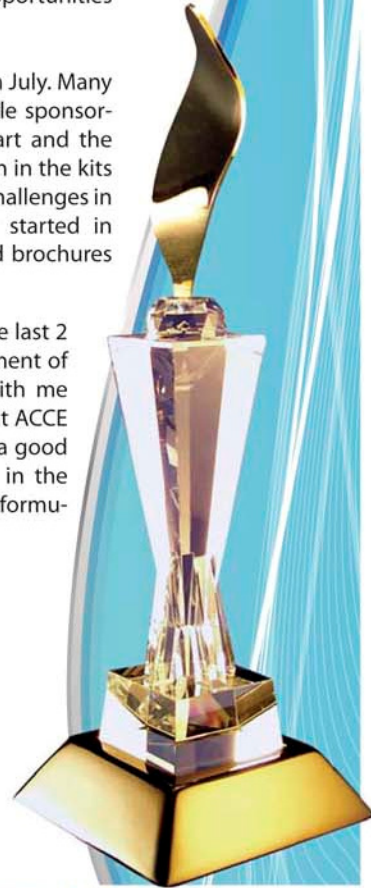 pportunities
July. Many
le sponsor-
art and the
in the kits
hallenges in
started in
d brochures
e last 2
ment of
ith me
t ACCE
a good
in the
formu-